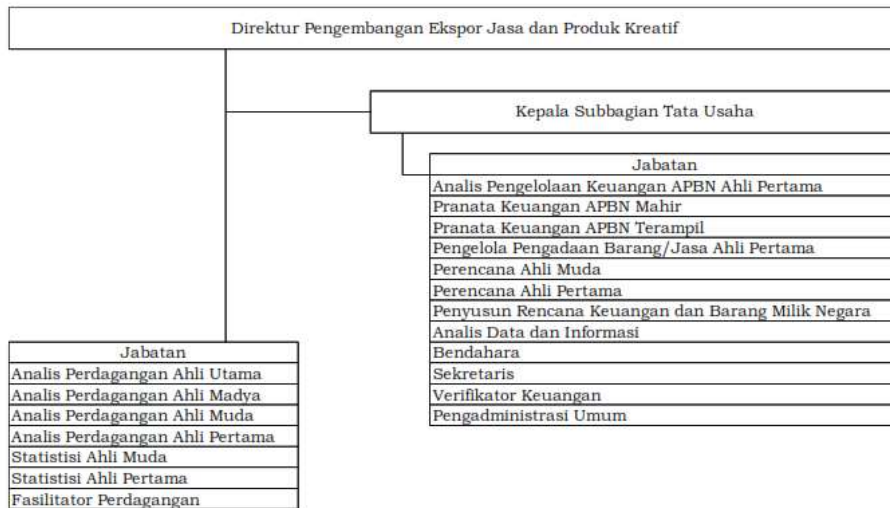 Direktur Pengembangan Ekspor Jasa dan Produk Kreatif
Kepala Subbagian Tata Usaha
Jabatan
Analis Pengelolaan Keuangan APBN Ahli Pertama
Pranata Keuangan APBN Mahir
Pranata Keuangan APBN Terampil
Pengelola Pengadaan Barang/Jasa Ahli Pertama
Perencana Ahli Muda
Perencana Ahli Pertama
Penyusun Rencana Keuangan dan Barang Milik Negara
Analis Data dan Informasi
Bendahara
Sekretaris
Verifikator Keuangan
Pengadministrasi Umum
Jabatan
Analis Perdagangan Ahli Utama
Analis Perdagangan Ahli Madya
Analis Perdagangan Ahli Muda
Analis Perdagangan Ahli Pertama
Statistisi Ahli Muda
Statistisi Ahli Pertama
Fasilitator Perdagangan